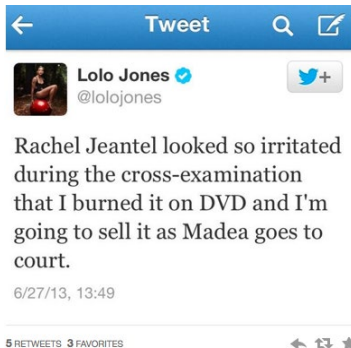 Tweet
Lolo Jones
@lolojones
Rachel Jeantel looked so irritated
during the cross-examination
that I burned it on DVD and I'm
going to sell it as Madea goes to
court.
6/27/13, 13:49
5 RETWEETS 3 FAVORITES